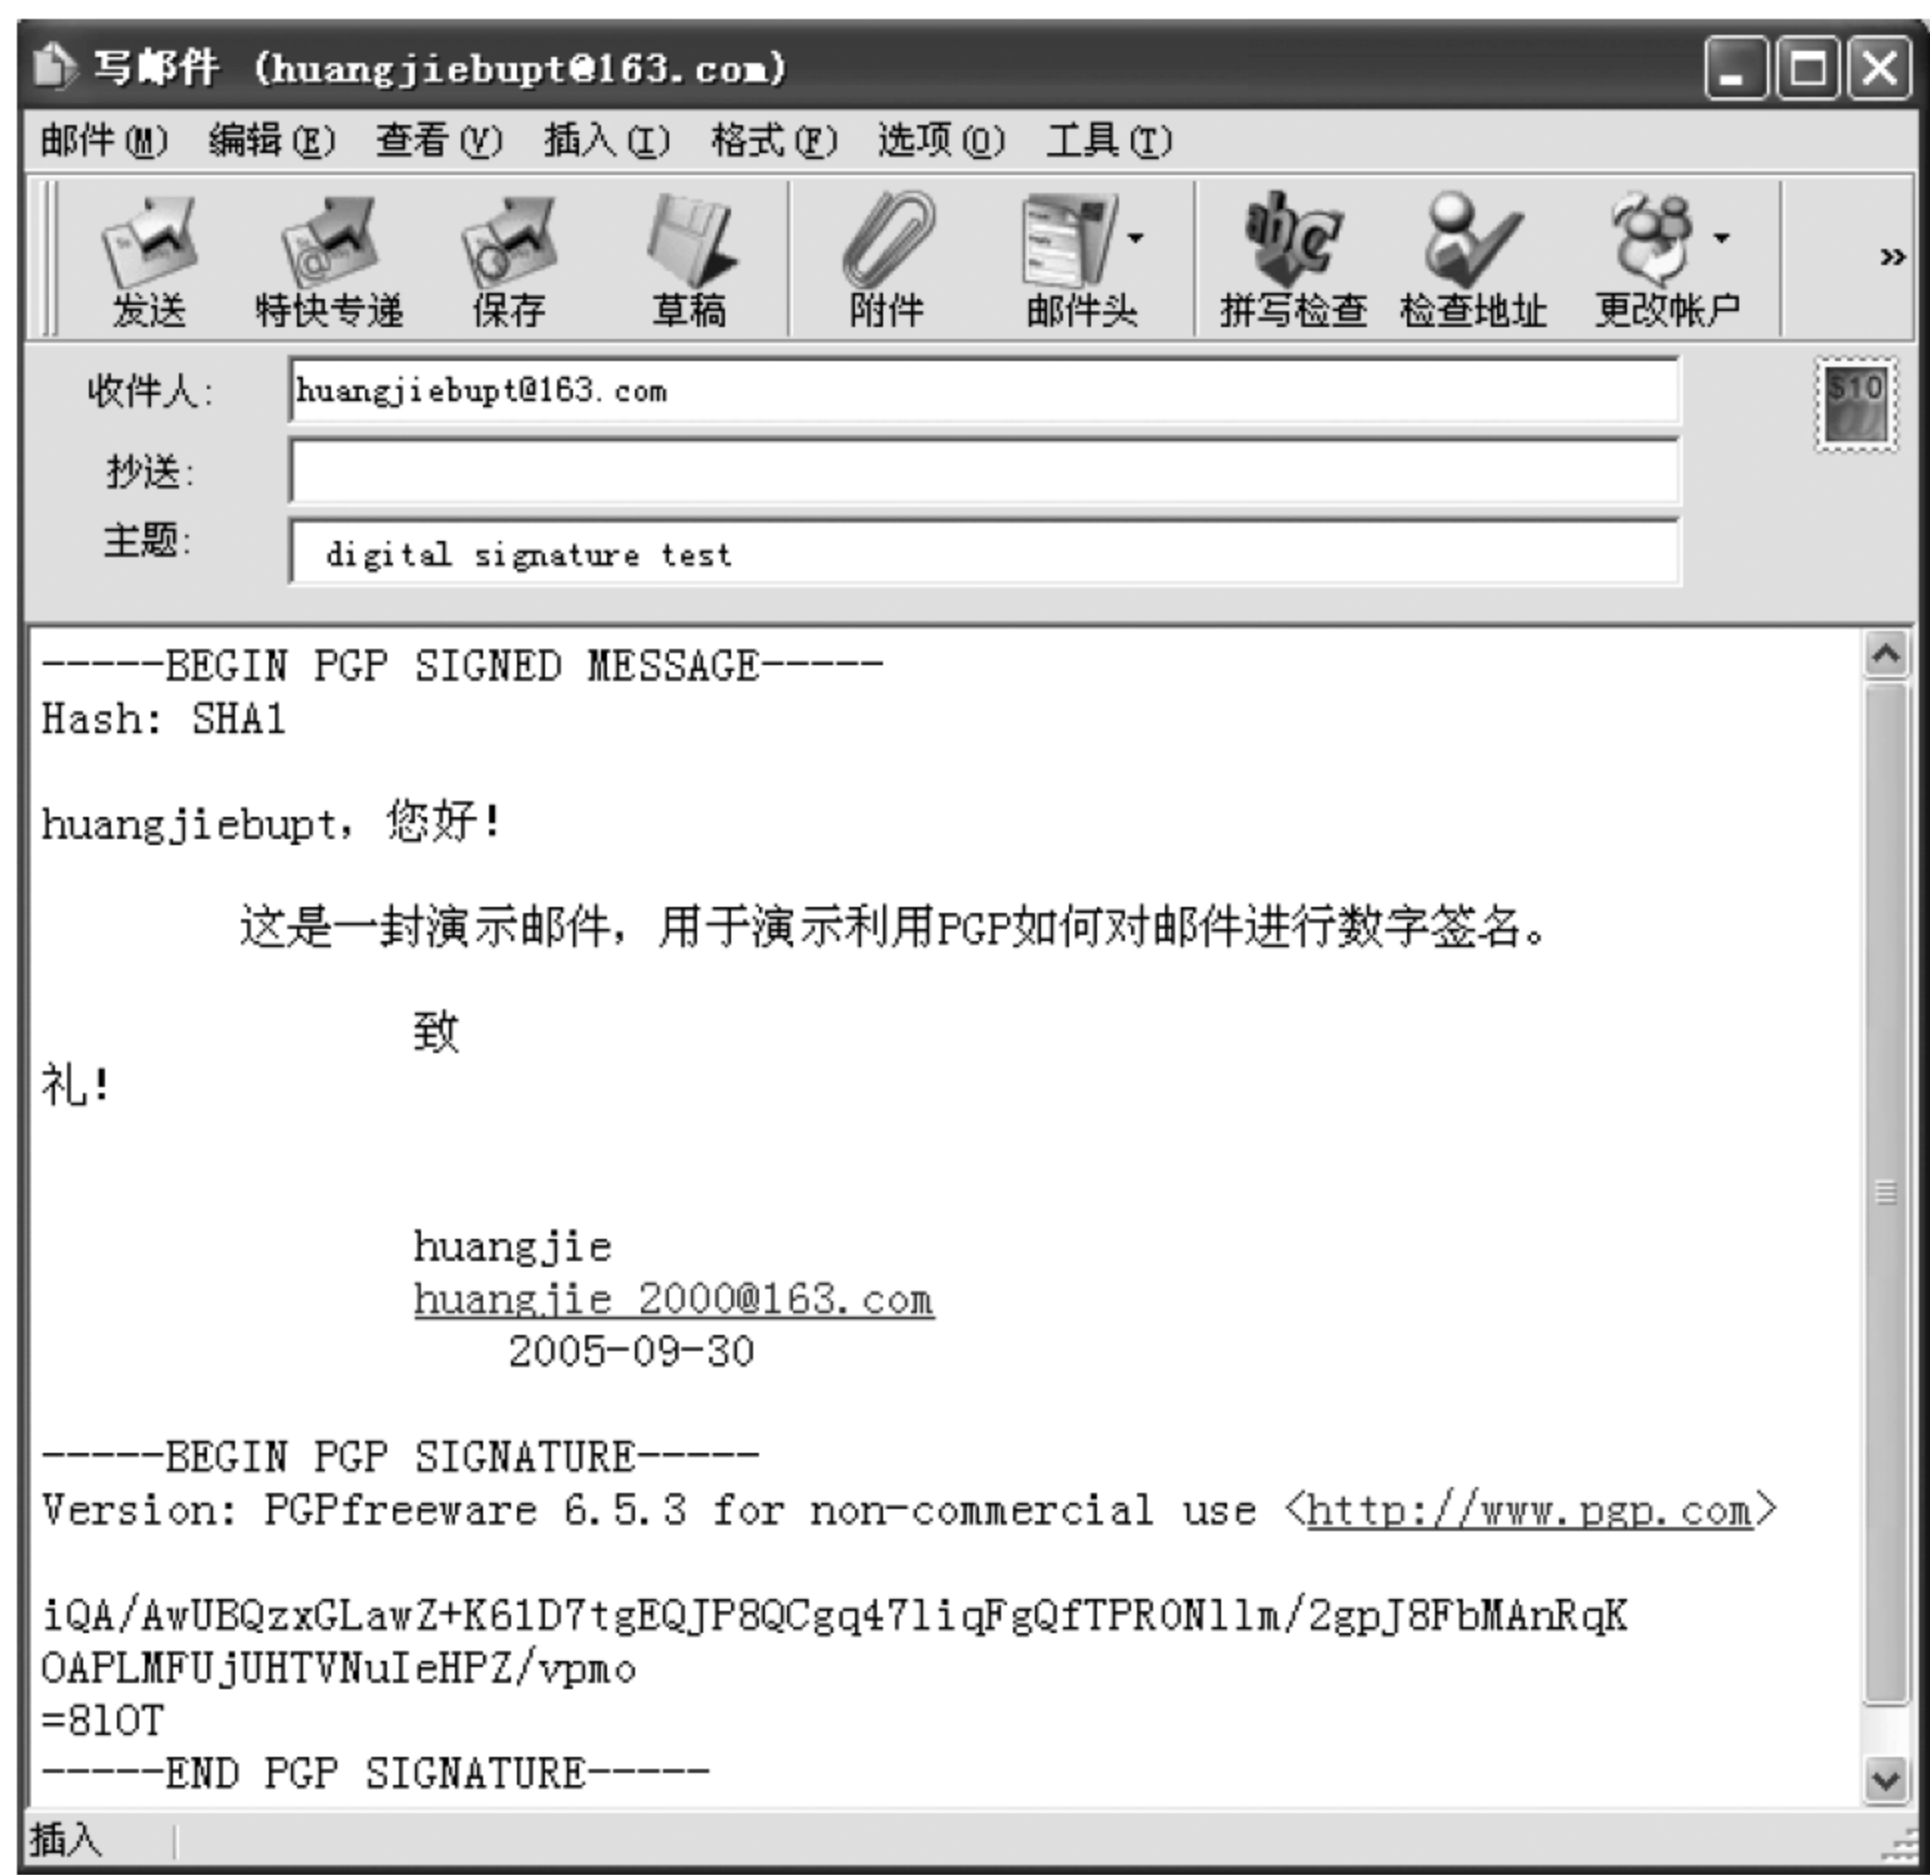 写邮件 (huangjiebupt@163.com)
邮件(M) 编辑(E) 查看(V) 插入(I) 格式(F) 选项(O) 工具(T)
发送 特快专递 保存 草稿 附件 邮件头 拼写检查 检查地址 更改帐户 »
收件人: huangjiebupt@163.com
$10
抄送:
主题: digital signature test
-----BEGIN PGP SIGNED MESSAGE-----
Hash: SHA1
huangjiebupt，您好！
这是一封演示邮件，用于演示利用PGP如何对邮件进行数字签名。
致
礼！
huangjie
huangjie_2000@163.com
2005-09-30
-----BEGIN PGP SIGNATURE-----
Version: PGPfreeware 6.5.3 for non-commercial use <http://www.pgp.com>
iQA/AwUBQzxGLawZ+K61D7tgEQJP8QCgq47liqFgQfTPRONllm/2gpJ8FbMAnRqK
OAPLMFUjUHTVNuIeHPZ/vpmo
=8lOT
-----END PGP SIGNATURE-----
插入